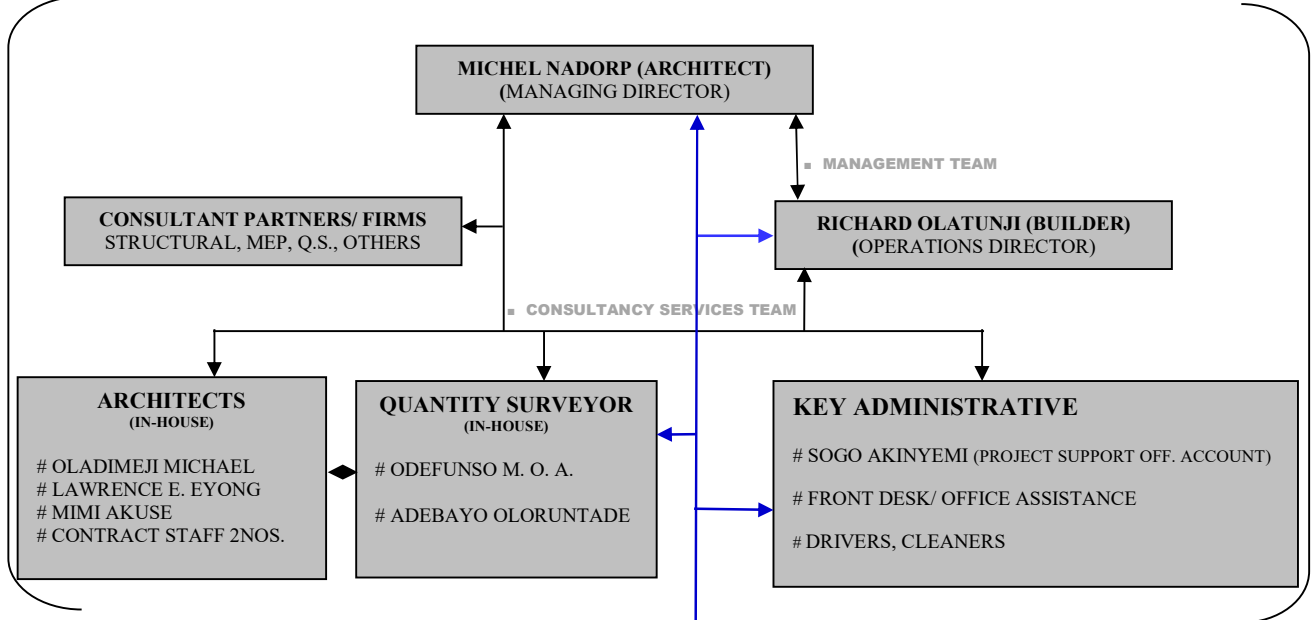 MICHEL NADORP (ARCHITECT)
(MANAGING DIRECTOR)
▪ MANAGEMENT TEAM
CONSULTANT PARTNERS/ FIRMS
STRUCTURAL, MEP, Q.S., OTHERS
RICHARD OLATUNJI (BUILDER)
(OPERATIONS DIRECTOR)
▪ CONSULTANCY SERVICES TEAM
ARCHITECTS
(IN-HOUSE)
# OLADIMEJI MICHAEL
# LAWRENCE E. EYONG
# MIMI AKUSE
# CONTRACT STAFF 2NOS.
QUANTITY SURVEYOR
(IN-HOUSE)
# ODEFUNSO M. O. A.
# ADEBAYO OLORUNTADE
KEY ADMINISTRATIVE
# SOGO AKINYEMI (PROJECT SUPPORT OFF. ACCOUNT)
# FRONT DESK/ OFFICE ASSISTANCE
# DRIVERS, CLEANERS